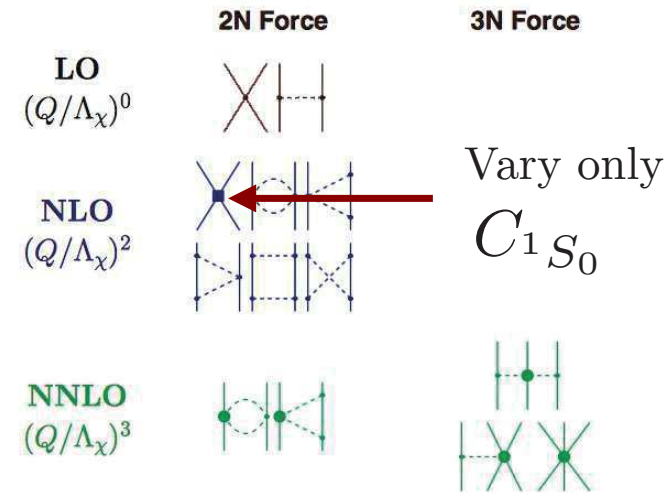 2N Force 3N Force
LO
(Q/Λχ)⁰
NLO
(Q/Λχ)²
Vary only
C₁S₀
NNLO
(Q/Λχ)³